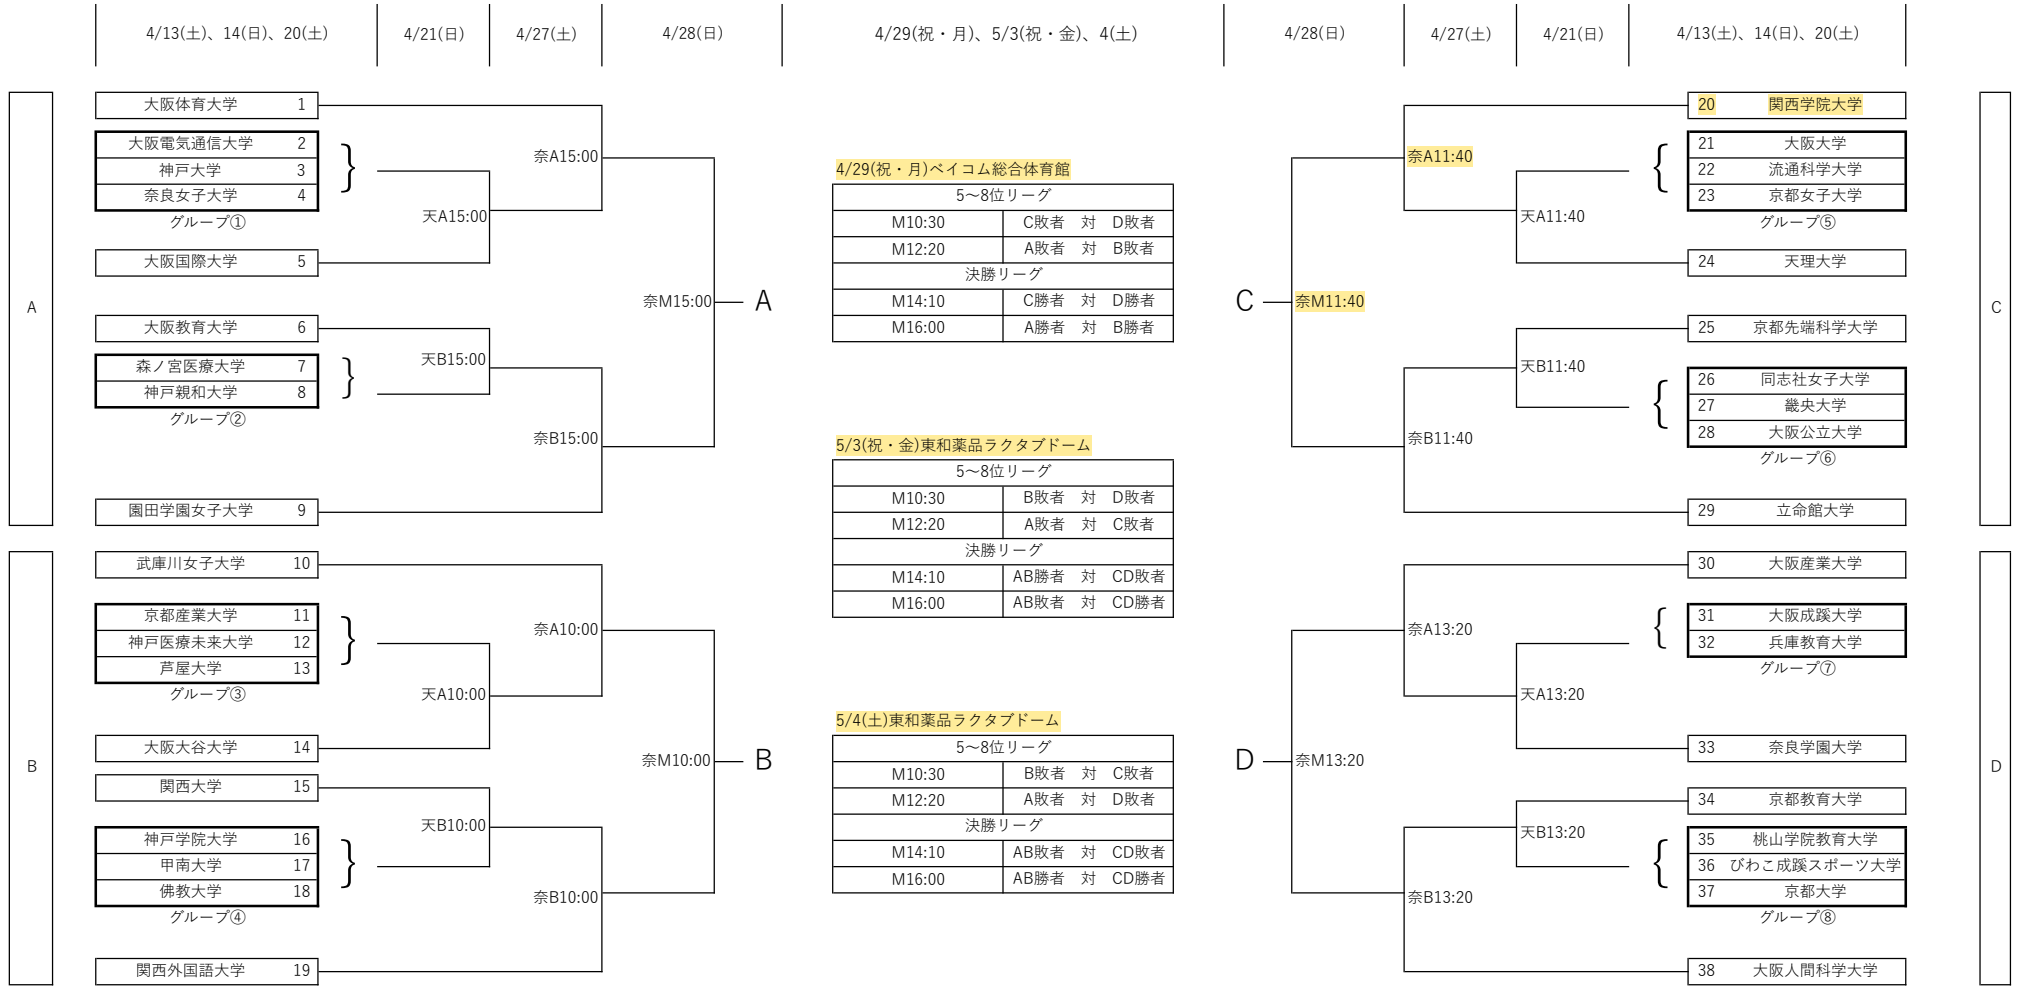 4/13(土)、14(日)、20(土)
4/21(日)
4/27(土)
4/28(日)
4/29(祝・月)、5/3(祝・金)、4(土)
4/28(日)
4/27(土)
4/21(日)
4/13(土)、14(日)、20(土)
A
大阪体育大学 1
大阪電気通信大学 2
神戸大学 3
奈良女子大学 4
グループ①
大阪国際大学 5
大阪教育大学 6
森ノ宮医療大学 7
神戸親和大学 8
グループ②
園田学園女子大学 9
天A15:00
天B15:00
奈A15:00
奈B15:00
奈M15:00
A
B
武庫川女子大学 10
京都産業大学 11
神戸医療未来大学 12
芦屋大学 13
グループ③
大阪大谷大学 14
関西大学 15
神戸学院大学 16
甲南大学 17
佛教大学 18
グループ④
関西外国語大学 19
天A10:00
天B10:00
奈A10:00
奈B10:00
奈M10:00
B
4/29(祝・月)ベイコム総合体育館
5～8位リーグ
M10:30 C敗者 対 D敗者
M12:20 A敗者 対 B敗者
決勝リーグ
M14:10 C勝者 対 D勝者
M16:00 A勝者 対 B勝者
5/3(祝・金)東和薬品ラクタブドーム
5～8位リーグ
M10:30 B敗者 対 D敗者
M12:20 A敗者 対 C敗者
決勝リーグ
M14:10 AB勝者 対 CD敗者
M16:00 AB敗者 対 CD勝者
5/4(土)東和薬品ラクタブドーム
5～8位リーグ
M10:30 B敗者 対 C敗者
M12:20 A敗者 対 D敗者
決勝リーグ
M14:10 AB敗者 対 CD敗者
M16:00 AB勝者 対 CD勝者
C
奈M11:40
奈A11:40
奈B11:40
天A11:40
天B11:40
20 関西学院大学
21 大阪大学
22 流通科学大学
23 京都女子大学
グループ⑤
24 天理大学
25 京都先端科学大学
26 同志社女子大学
27 畿央大学
28 大阪公立大学
グループ⑥
29 立命館大学
C
D
奈M13:20
奈A13:20
奈B13:20
天A13:20
天B13:20
30 大阪産業大学
31 大阪成蹊大学
32 兵庫教育大学
グループ⑦
33 奈良学園大学
34 京都教育大学
35 桃山学院教育大学
36 びわこ成蹊スポーツ大学
37 京都大学
グループ⑧
38 大阪人間科学大学
D